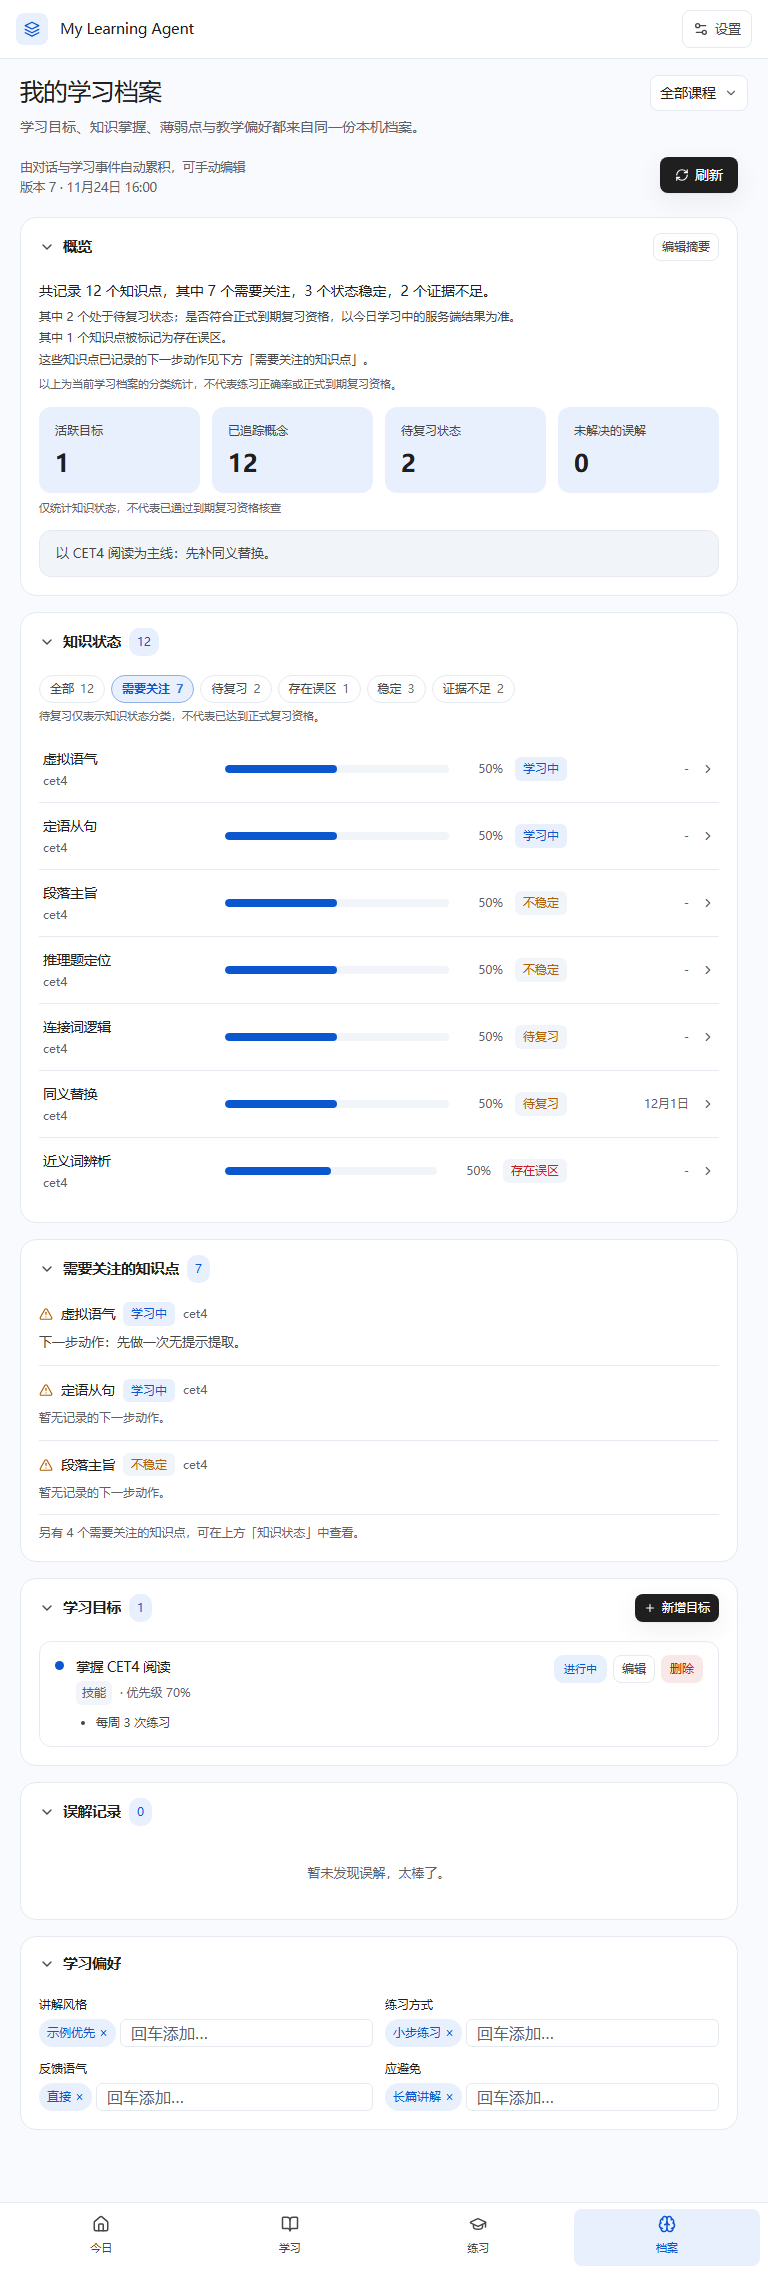 My Learning Agent
设置
我的学习档案
全部课程
学习目标、知识掌握、薄弱点与教学偏好都来自同一份本机档案。
由对话与学习事件自动累积，可手动编辑
版本 7 · 11月24日 16:00
刷新
概览
编辑摘要
共记录 12 个知识点，其中 7 个需要关注，3 个状态稳定，2 个证据不足。
其中 2 个处于待复习状态；是否符合正式到期复习资格，以今日学习中的服务端结果为准。
其中 1 个知识点被标记为存在误区。
这些知识点已记录的下一步动作见下方「需要关注的知识点」。
以上为当前学习档案的分类统计，不代表练习正确率或正式到期复习资格。
活跃目标
1
已追踪概念
12
待复习状态
2
未解决的误解
0
仅统计知识状态，不代表已通过到期复习资格核查
以 CET4 阅读为主线：先补同义替换。
知识状态 12
全部 12 需要关注 7 待复习 2 存在误区 1 稳定 3 证据不足 2
待复习仅表示知识状态分类，不代表已达到正式复习资格。
虚拟语气
cet4
50% 学习中 -
定语从句
cet4
50% 学习中 -
段落主旨
cet4
50% 不稳定 -
推理题定位
cet4
50% 不稳定 -
连接词逻辑
cet4
50% 待复习 -
同义替换
cet4
50% 待复习 12月1日
近义词辨析
cet4
50% 存在误区 -
需要关注的知识点 7
虚拟语气 学习中 cet4
下一步动作：先做一次无提示提取。
定语从句 学习中 cet4
暂无记录的下一步动作。
段落主旨 不稳定 cet4
暂无记录的下一步动作。
另有 4 个需要关注的知识点，可在上方「知识状态」中查看。
学习目标 1
+ 新增目标
掌握 CET4 阅读
进行中 编辑 删除
技能 · 优先级 70%
• 每周 3 次练习
误解记录 0
暂未发现误解，太棒了。
学习偏好
讲解风格
示例优先 × 回车添加...
练习方式
小步练习 × 回车添加...
反馈语气
直接 × 回车添加...
应避免
长篇讲解 × 回车添加...
今日
学习
练习
档案